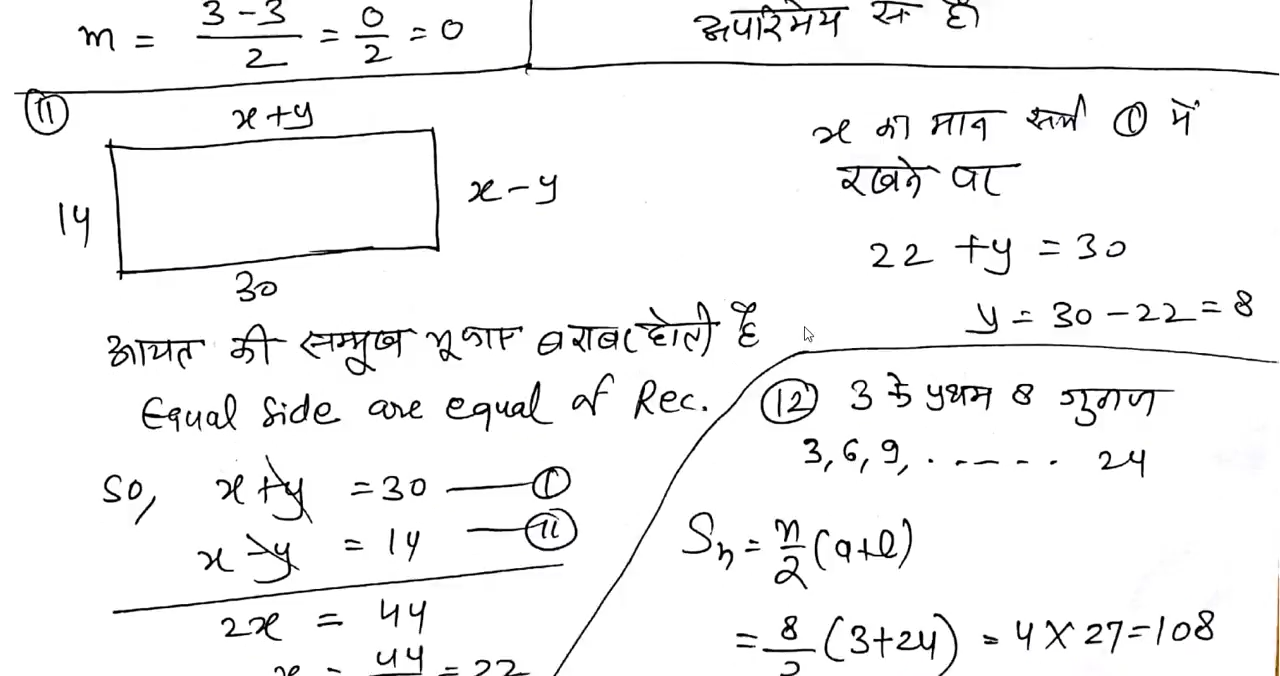 m = 3-3/2 = 0/2 = 0
अपरिमेय सं है।
(11)
x+y
14
x-y
30
आयत की सम्मुख भुजाए बराबर होती है
Equal side are equal of Rec.
So, x+y = 30 —— (I)
x-y = 14 —— (II)
2x = 44
x = 44 = 22
x का मान समी (I) में
रखने पर
22 +y = 30
y = 30-22 = 8
(12) 3 के प्रथम 8 गुणज
3, 6, 9, . - - - - . 24
Sn = n/2 (a+l)
= 8/2 (3+24) = 4 X 27 = 108